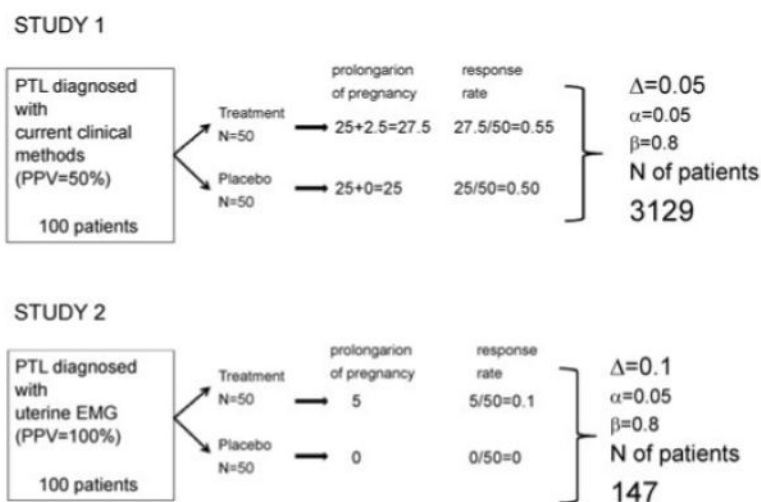 STUDY 1
PTL diagnosed
with
current clinical
methods
(PPV=50%)
100 patients
Treatment
N=50
Placebo
N=50
prolongarion
of pregnancy
25+2.5=27.5
25+0=25
response
rate
27.5/50=0.55
25/50=0.50
Δ=0.05
α=0.05
β=0.8
N of patients
3129
STUDY 2
PTL diagnosed
with
uterine EMG
(PPV=100%)
100 patients
Treatment
N=50
Placebo
N=50
prolongarion
of pregnancy
5
0
response
rate
5/50=0.1
0/50=0
Δ=0.1
α=0.05
β=0.8
N of patients
147